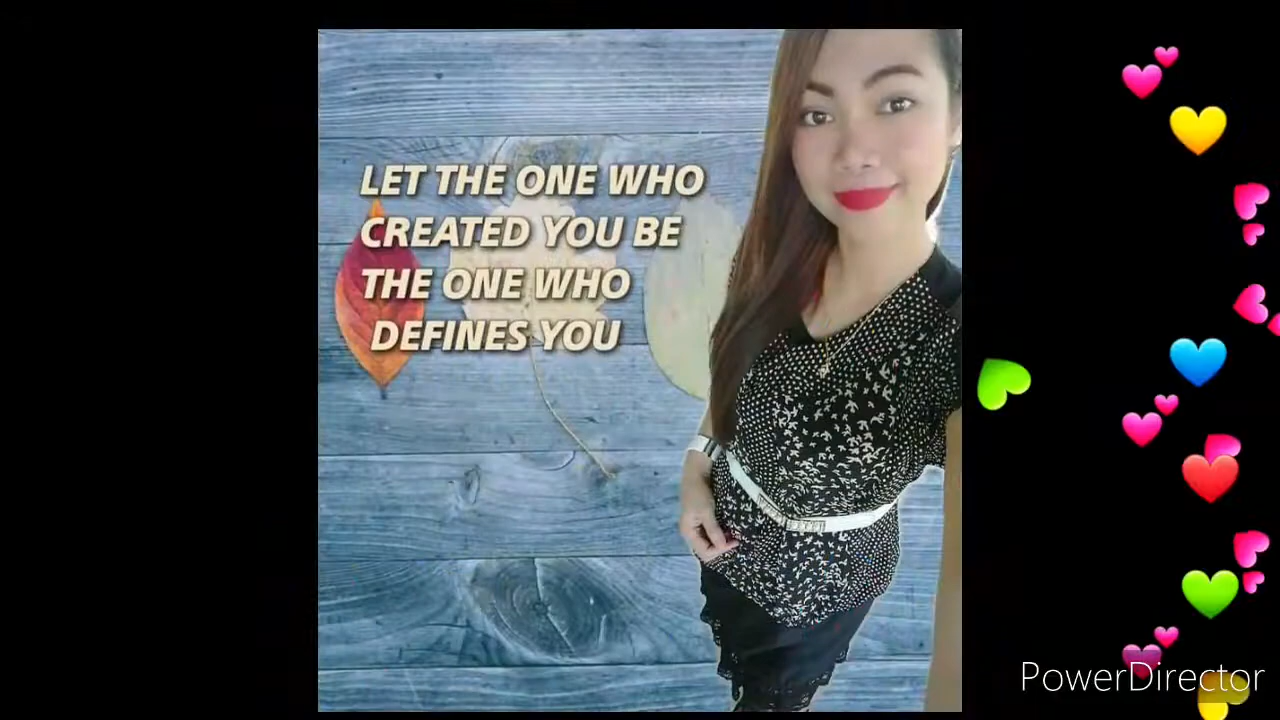 LET THE ONE WHO
CREATED YOU BE
THE ONE WHO
DEFINES YOU
PowerDirector